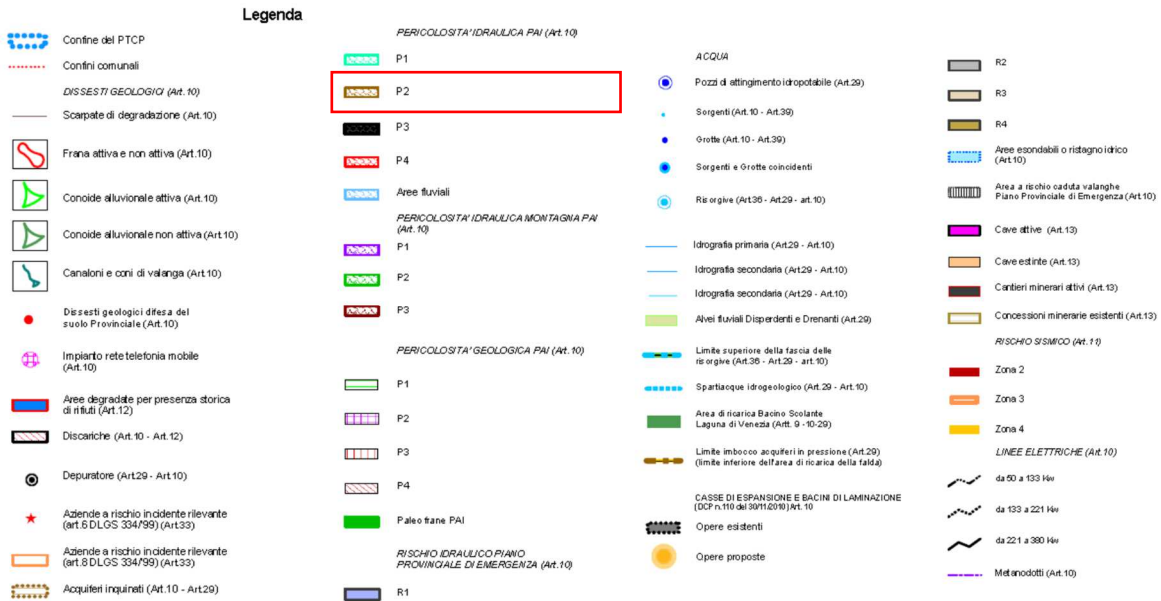 Legenda
Confine del PTCP
Confini comunali
DISSESTI GEOLOGICI (Art.10)
Scarpate di degradazione (Art.10)
Frana attiva e non attiva (Art.10)
Conoide alluvionale attiva (Art.10)
Conoide alluvionale non attiva (Art.10)
Canaloni e coni di valanga (Art.10)
Dissesti geologici difesa del
suolo Provinciale (Art.10)
Impianto rete telefonia mobile
(Art.10)
Aree degradate per presenza storica
di rifiuti (Art.12)
Discariche (Art.10 - Art.12)
Depuratore (Art.29 - Art.10)
Aziende a rischio incidente rilevante
(art.6 DLGS 334/'99) (Art.33)
Aziende a rischio incidente rilevante
(art.8 DLGS 334/'99) (Art.33)
Acquiferi inquinati (Art.10 - Art.29)
PERICOLOSITA' IDRAULICA PAI (Art.10)
P1
P2
P3
P4
Aree fluviali
PERICOLOSITA' IDRAULICA MONTAGNA PAI
(Art.10)
P1
P2
P3
PERICOLOSITA' GEOLOGICA PAI (Art.10)
P1
P2
P3
P4
Paleo frane PAI
RISCHIO IDRAULICO PIANO
PROVINCIALE DI EMERGENZA (Art.10)
R1
ACQUA
Pozzi di attingimento idropotabile (Art.29)
Sorgenti (Art.10 - Art.39)
Grotte (Art.10 - Art.39)
Sorgenti e Grotte coincidenti
Risorgive (Art.36 - Art.29 - art.10)
Idrografia primaria (Art.29 - Art.10)
Idrografia secondaria (Art.29 - Art.10)
Idrografia secondaria (Art.29 - Art.10)
Alvei fluviali Disperdenti e Drenanti (Art.29)
Limite superiore della fascia delle
risorgive (Art.36 - Art.29 - art.10)
Spartiacque idrogeologico (Art.29 - Art.10)
Area di ricarica Bacino Scolante
Laguna di Venezia (Artt. 9 -10-29)
Limite imbocco acquiferi in pressione (Art.29)
(limite inferiore dell'area di ricarica della falda)
CASSE DI ESPANSIONE E BACINI DI LAMINAZIONE
(DCP n.110 del 30/11/2010) Art. 10
Opere esistenti
Opere proposte
R2
R3
R4
Aree esondabili o ristagno idrico
(Art.10)
Area a rischio caduta valanghe
Piano Provinciale di Emergenza (Art.10)
Cave attive (Art.13)
Cave estinte (Art.13)
Cantieri minerari attivi (Art.13)
Concessioni minerarie esistenti (Art.13)
RISCHIO SISMICO (Art.11)
Zona 2
Zona 3
Zona 4
LINEE ELETTRICHE (Art.10)
da 50 a 133 Kw
da 133 a 221 Kw
da 221 a 380 Kw
Metanodotti (Art.10)